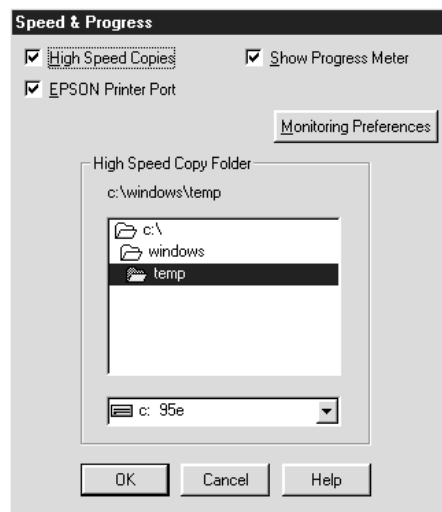 Speed & Progress
High Speed Copies
Show Progress Meter
EPSON Printer Port
Monitoring Preferences
High Speed Copy Folder
c:\windows\temp
c:\
windows
temp
c: 95e
OK
Cancel
Help